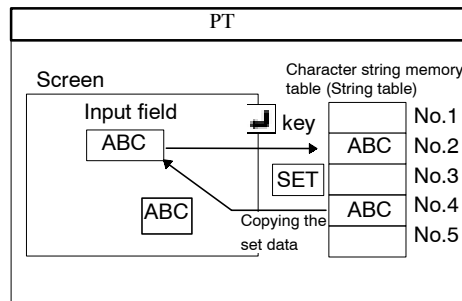 PT
Character string memory
table (String table)
Screen
Input field
key
No.1
ABC
ABC
No.2
SET
No.3
ABC
ABC
No.4
Copying the
set data
No.5